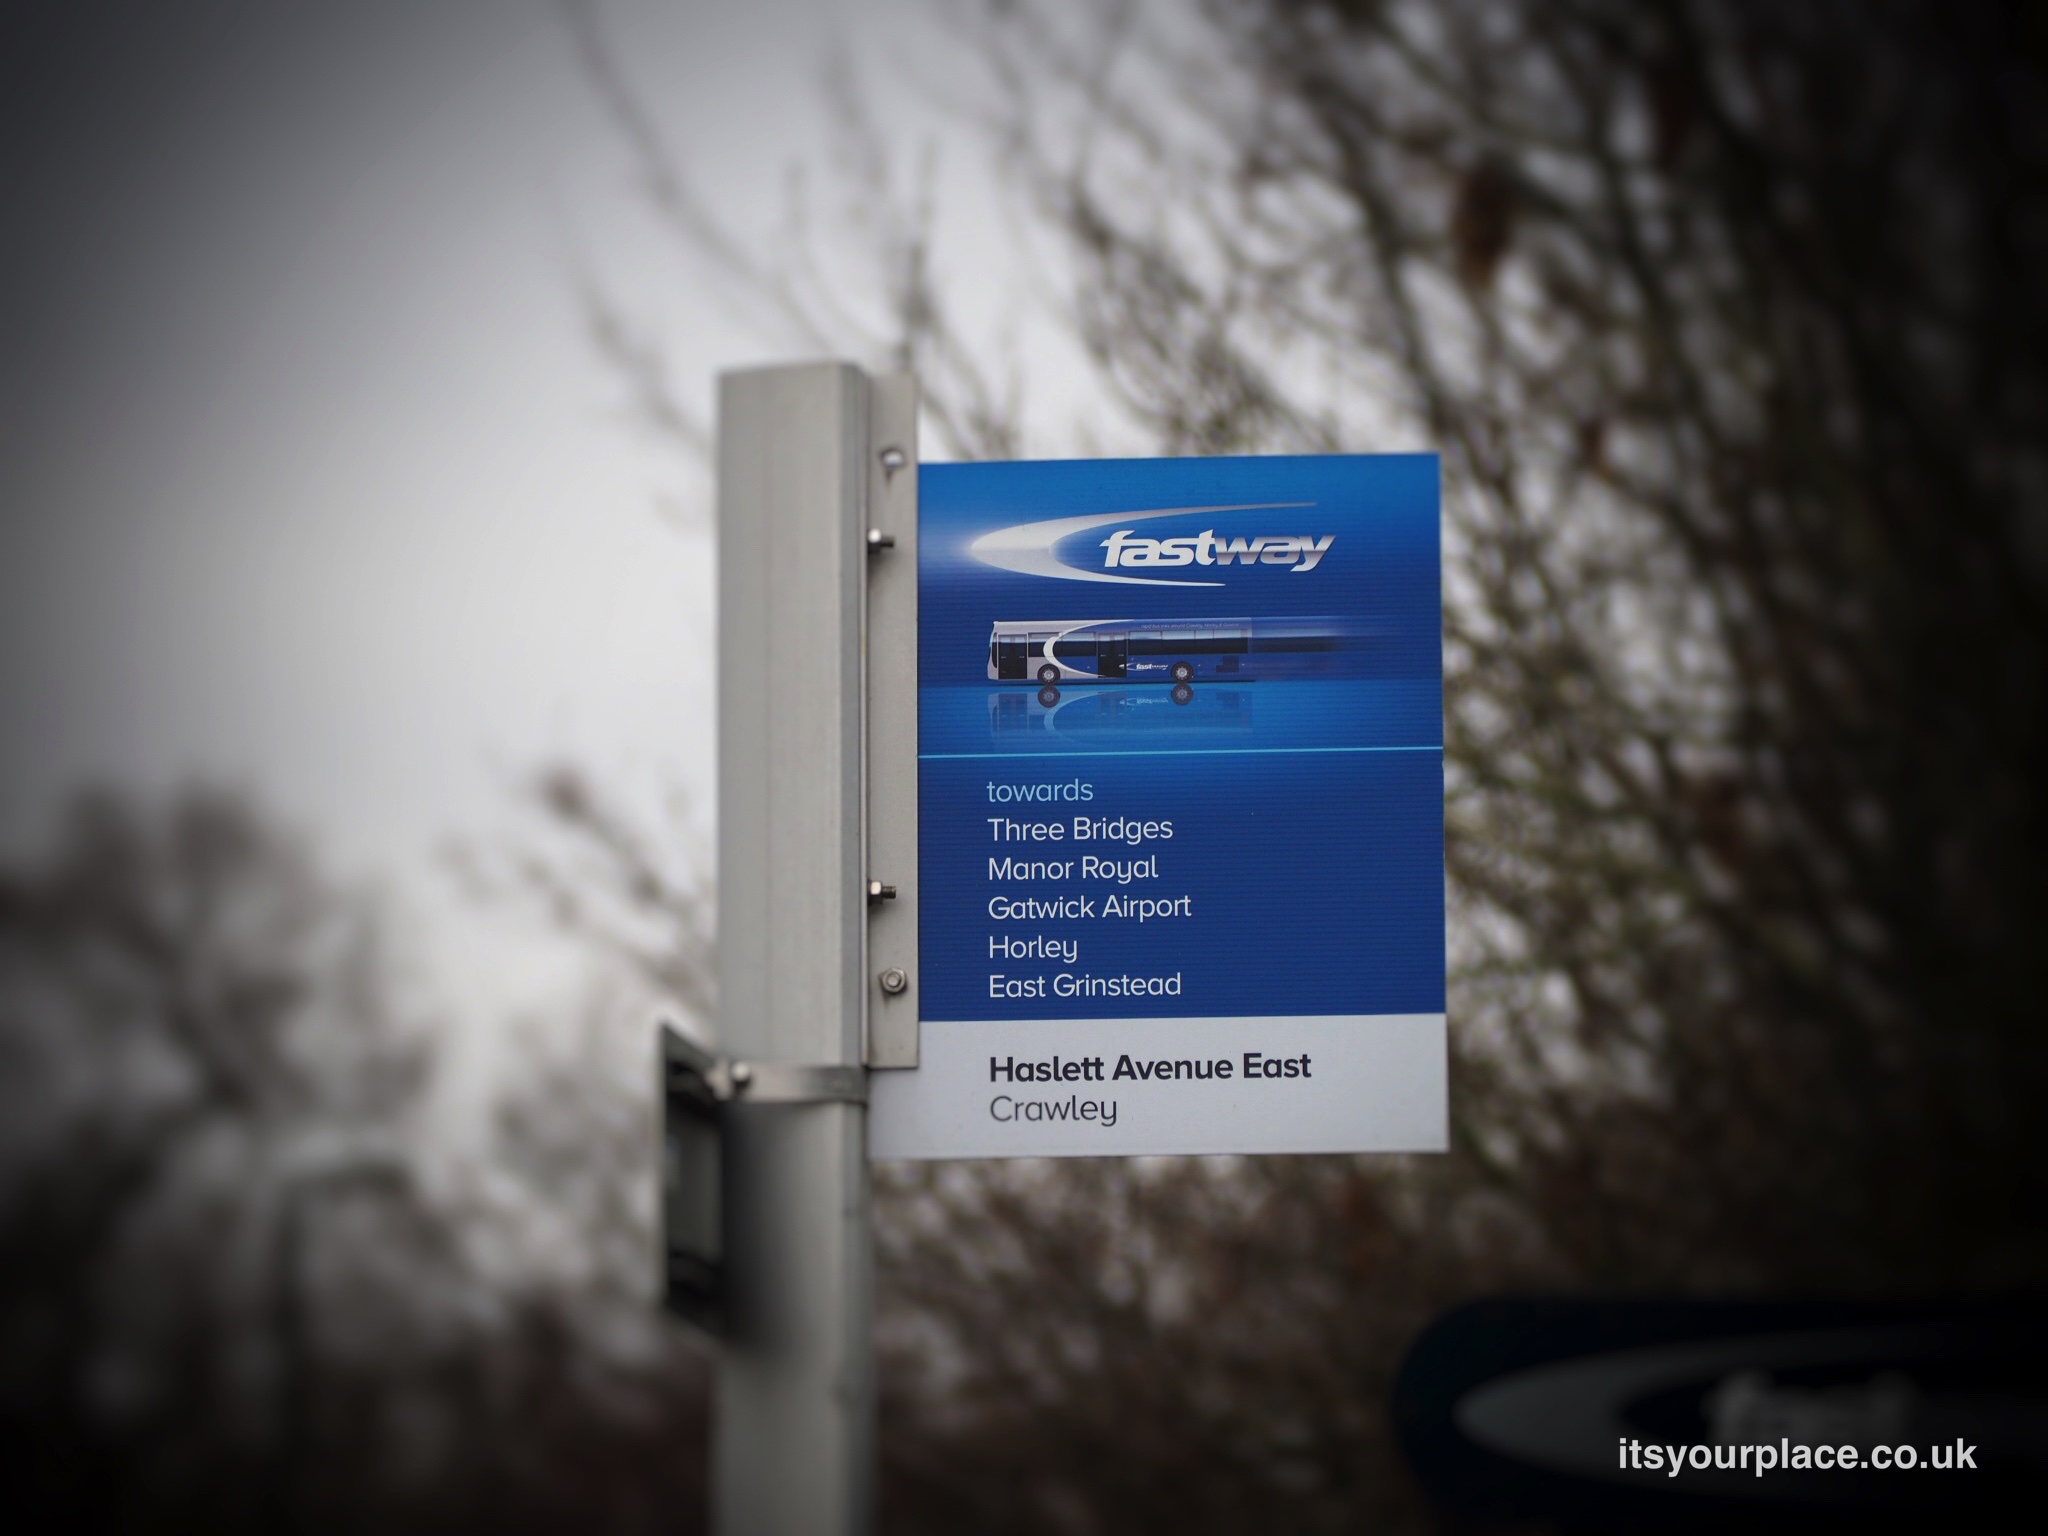 fastway
towards
Three Bridges
Manor Royal
Gatwick Airport
Horley
East Grinstead
Haslett Avenue East
Crawley
itsyourplace.co.uk